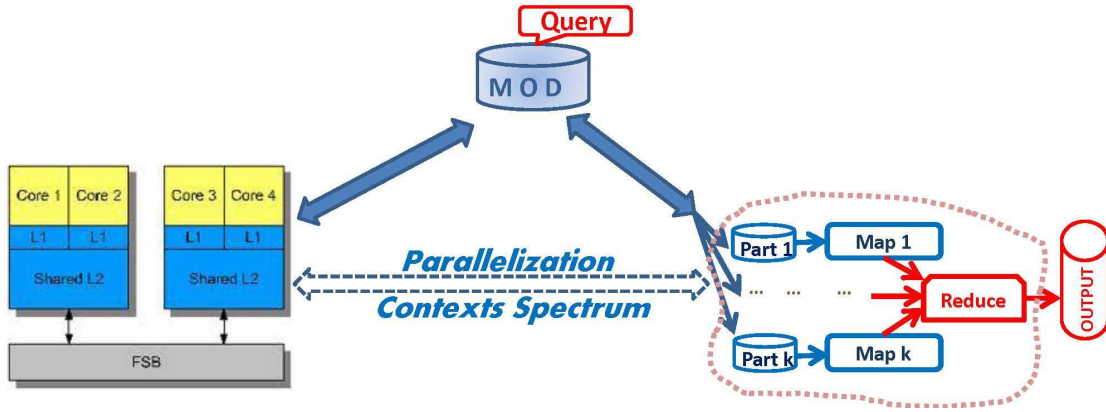 Query
M O D
Core 1 Core 2
L1 L1
Shared L2
Core 3 Core 4
L1 L1
Shared L2
FSB
Parallelization
Contexts Spectrum
Part 1
Map 1
... ... ...
Reduce
Part k
Map k
OUTPUT